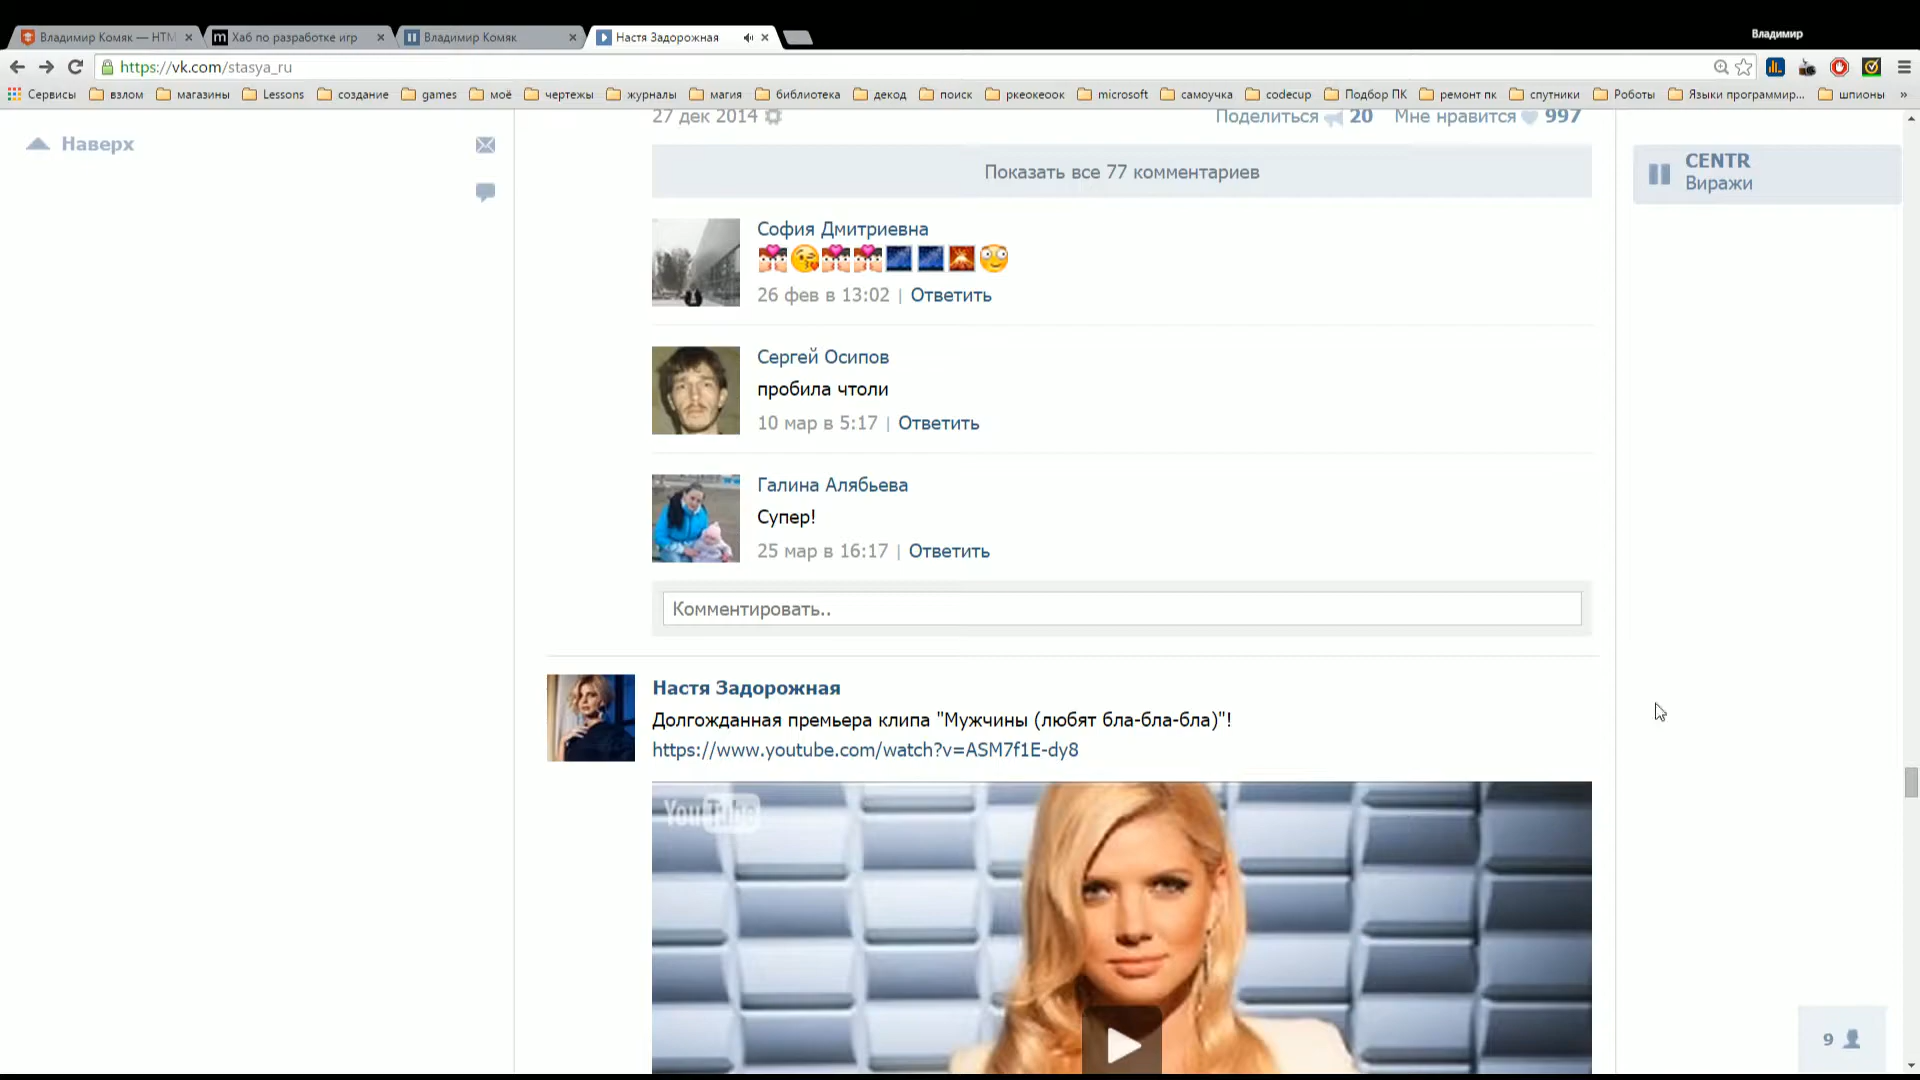 Владимир Комяк — HTM
Хаб по разработке игр
Владимир Комяк
Настя Задорожная
Владимир
https://vk.com/stasya_ru
Сервисы взлом магазины Lessons создание games моё чертежы журналы магия библиотека декод поиск ркеокеоок microsoft самоучка codecup Подбор ПК ремонт пк спутники Роботы Языки программир... шпионы »
27 дек 2014
Поделиться 20 Мне нравится 997
Наверх
CENTR
Виражи
Показать все 77 комментариев
София Дмитриевна
26 фев в 13:02 | Ответить
Сергей Осипов
пробила чтоли
10 мар в 5:17 | Ответить
Галина Алябьева
Супер!
25 мар в 16:17 | Ответить
Комментировать..
Настя Задорожная
Долгожданная премьера клипа "Мужчины (любят бла-бла-бла)"!
https://www.youtube.com/watch?v=ASM7f1E-dy8
YouTube
9